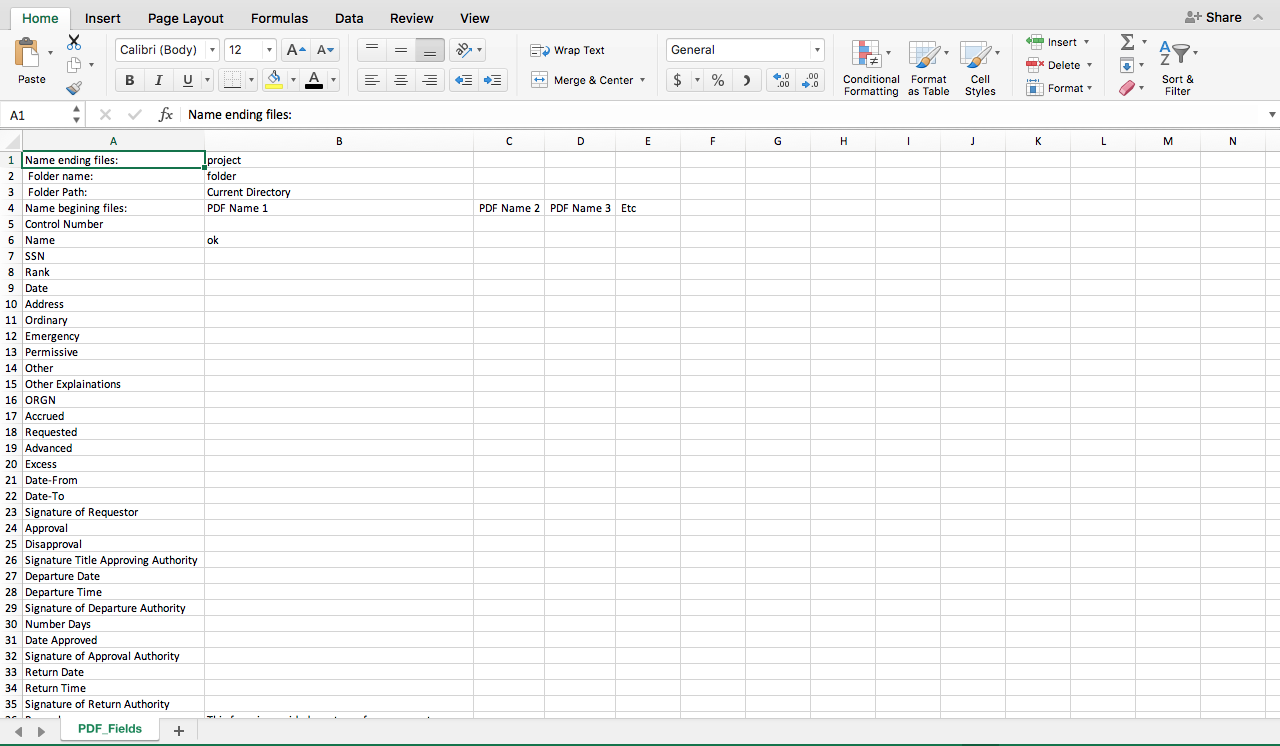 Home Insert Page Layout Formulas Data Review View Share
Paste
Calibri (Body) 12 A A
B I U A
Wrap Text
Merge & Center
General
$ % )
.0 .00
.00 .0
Conditional Formatting
Format as Table
Cell Styles
Insert
Delete
Format
Σ
A Z
Sort & Filter
A1 fx Name ending files:
A B C D E F G H I J K L M N
1 Name ending files: project
2 Folder name: folder
3 Folder Path: Current Directory
4 Name begining files: PDF Name 1 PDF Name 2 PDF Name 3 Etc
5 Control Number
6 Name ok
7 SSN
8 Rank
9 Date
10 Address
11 Ordinary
12 Emergency
13 Permissive
14 Other
15 Other Explainations
16 ORGN
17 Accrued
18 Requested
19 Advanced
20 Excess
21 Date-From
22 Date-To
23 Signature of Requestor
24 Approval
25 Disapproval
26 Signature Title Approving Authority
27 Departure Date
28 Departure Time
29 Signature of Departure Authority
30 Number Days
31 Date Approved
32 Signature of Approval Authority
33 Return Date
34 Return Time
35 Signature of Return Authority
PDF_Fields +